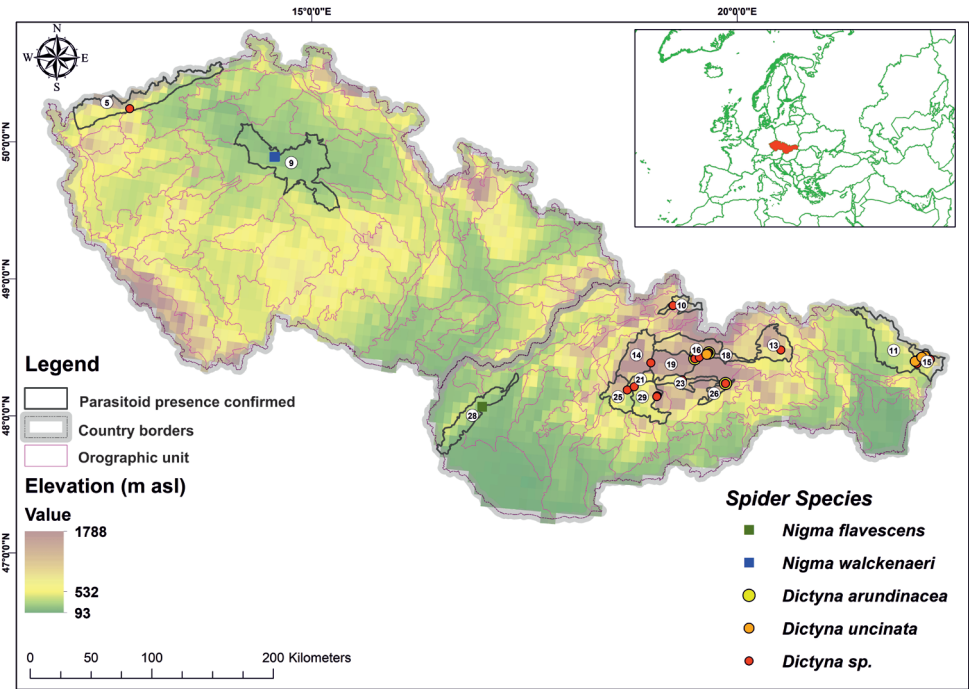 15°0'0"E
20°0'0"E
N
W
E
S
50°0'0"N
49°0'0"N
48°0'0"N
47°0'0"N
5
9
10
11
13
14
16
18
15
19
21
23
25
29
26
28
Legend
Parasitoid presence confirmed
Country borders
Orographic unit
Elevation (m asl)
Value
1788
532
93
0 50 100 200 Kilometers
Spider Species
Nigma flavescens
Nigma walckenaeri
Dictyna arundinacea
Dictyna uncinata
Dictyna sp.